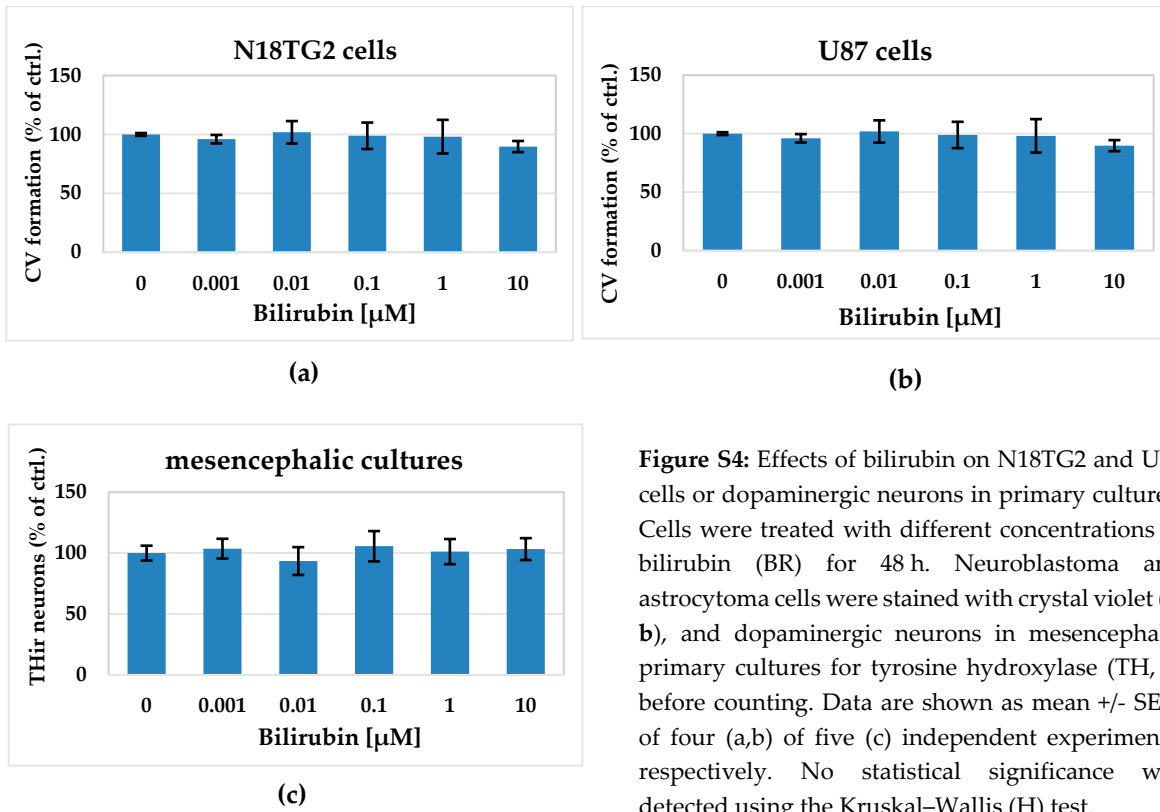 N18TG2 cells
CV formation (% of ctrl.)
150
100
50
0
0 0.001 0.01 0.1 1 10
Bilirubin [µM]
(a)
U87 cells
CV formation (% of ctrl.)
150
100
50
0
0 0.001 0.01 0.1 1 10
Bilirubin [µM]
(b)
mesencephalic cultures
THir neurons (% of ctrl.)
150
100
50
0
0 0.001 0.01 0.1 1 10
Bilirubin [µM]
(c)
Figure S4: Effects of bilirubin on N18TG2 and U
cells or dopaminergic neurons in primary culture
Cells were treated with different concentrations
bilirubin (BR) for 48 h. Neuroblastoma an
astrocytoma cells were stained with crystal violet (
b), and dopaminergic neurons in mesencephal
primary cultures for tyrosine hydroxylase (TH,
before counting. Data are shown as mean +/- SE
of four (a,b) of five (c) independent experimen
respectively. No statistical significance w
detected using the Kruskal–Wallis (H) test.